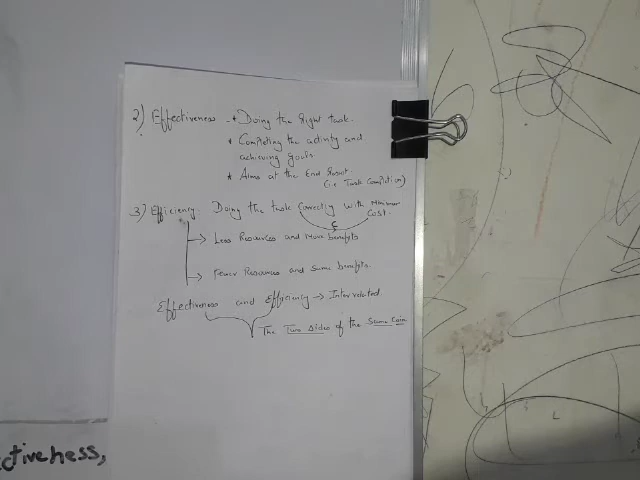 2) Effectiveness - * Doing the Right task.
* Completing the activity and
achieving goals
* Aims at the End Result.
(i.e Task Completion)
3) Efficiency: Doing the task Correctly with Minimum
Cost.
→ Less Resources and More benefits
→ Fewer Resources and Same benefits.
Effectiveness and Efficiency → Interrelated
The Two Sides of the Same Coin
ctiveness,